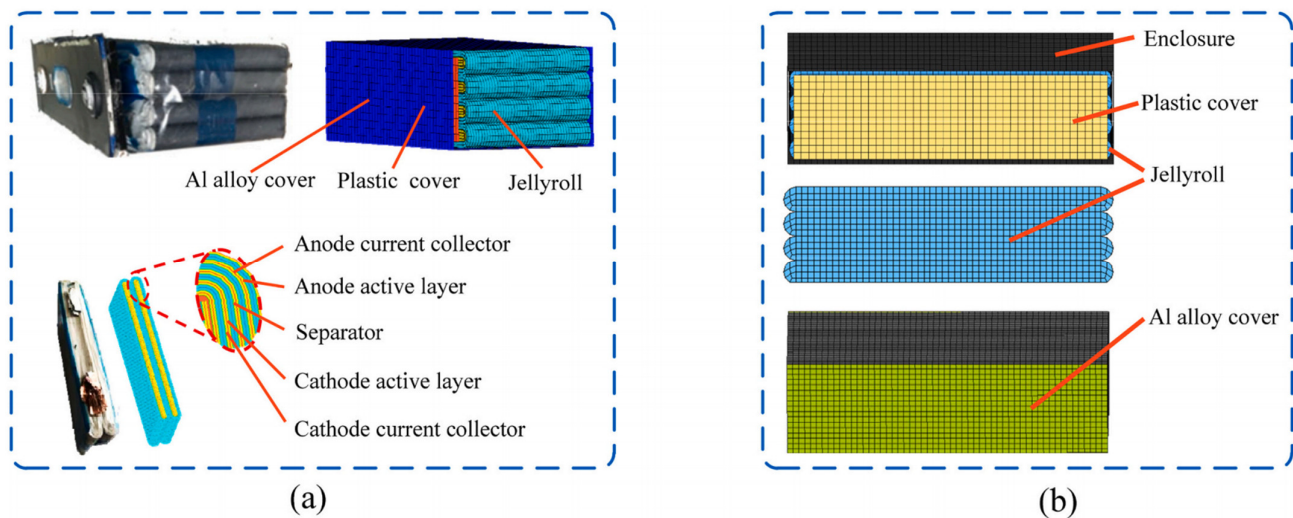 Al alloy cover
Plastic cover
Jellyroll
Anode current collector
Anode active layer
Separator
Cathode active layer
Cathode current collector
(a)
Enclosure
Plastic cover
Jellyroll
Al alloy cover
(b)